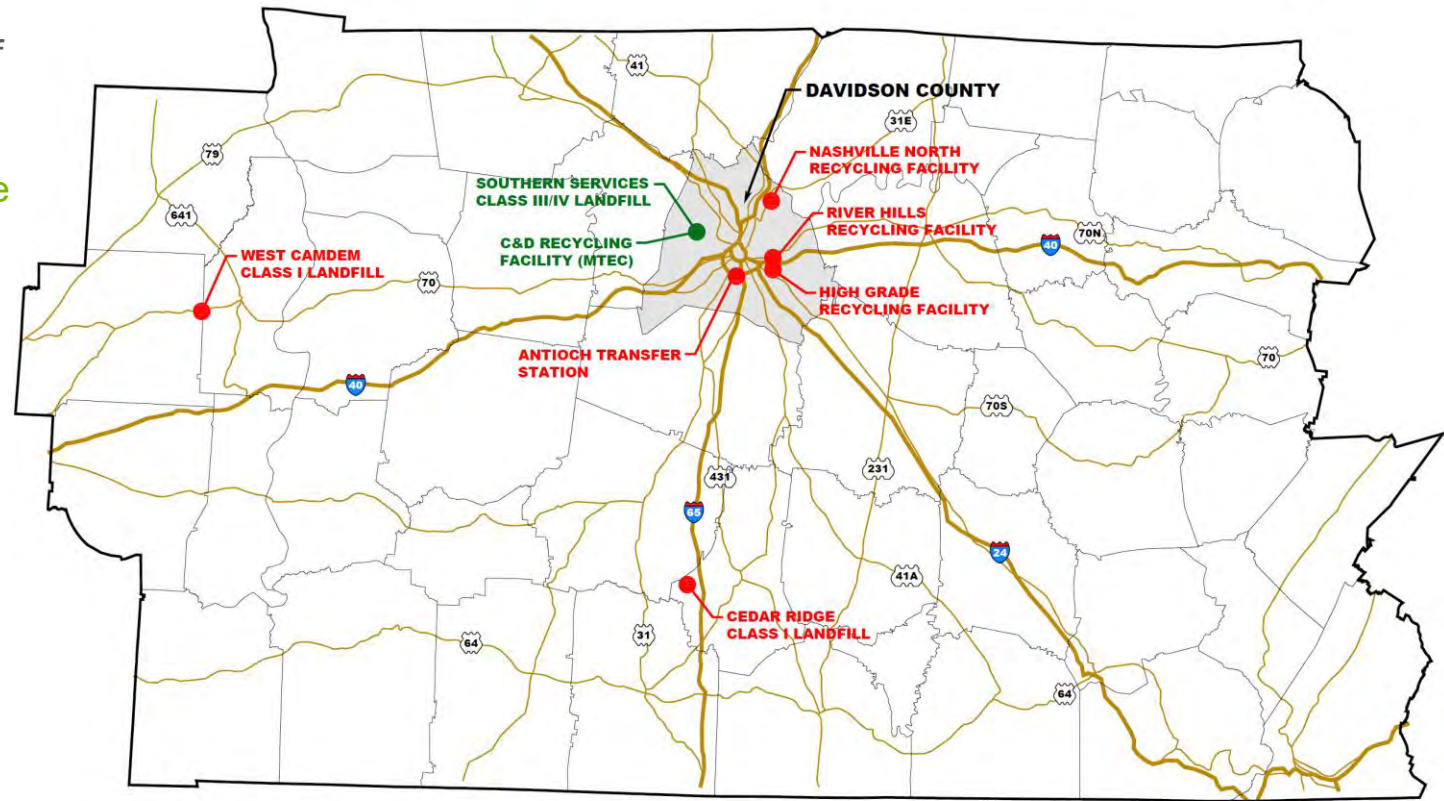 f
e
41
DAVIDSON COUNTY
31E
79
NASHVILLE NORTH
RECYCLING FACILITY
SOUTHERN SERVICES
CLASS III/IV LANDFILL
641
RIVER HILLS
RECYCLING FACILITY
70N
C&D RECYCLING
FACILITY (MTEC)
40
WEST CAMDEM
CLASS I LANDFILL
70
HIGH GRADE
RECYCLING FACILITY
ANTIOCH TRANSFER
STATION
70
40
70S
431
231
65
24
41A
CEDAR RIDGE
CLASS I LANDFILL
31
64
64